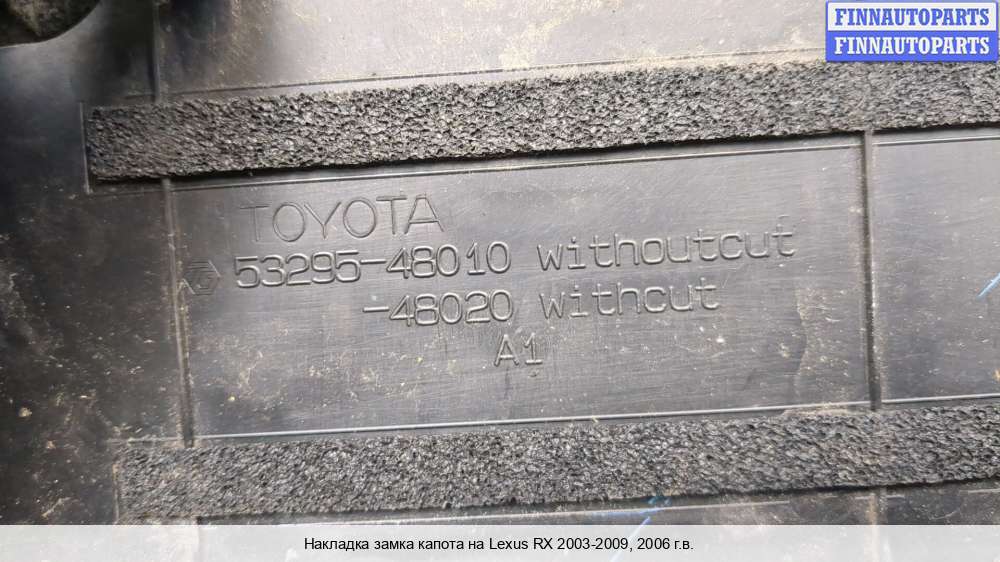 FINNAUTOPARTS
FINNAUTOPARTS
TOYOTA
53295-48010 Withoutcut
-48020 Withcut
A1
Накладка замка капота на Lexus RX 2003-2009, 2006 г.в.